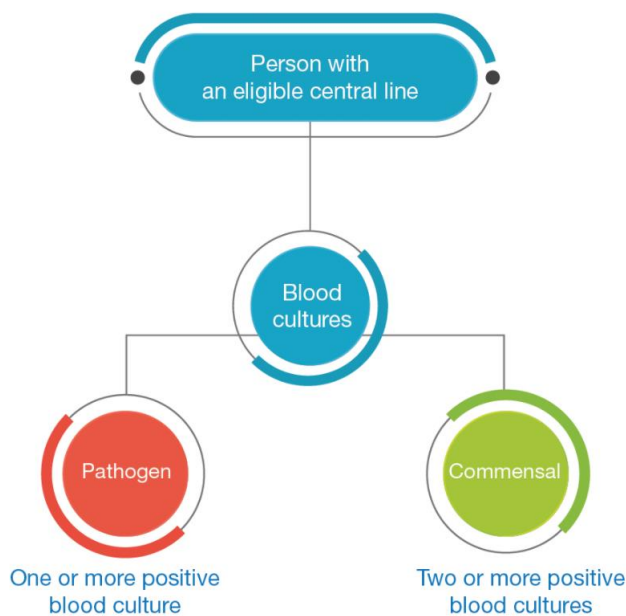 Person with
an eligible central line
Blood
cultures
Pathogen
Commensal
One or more positive
blood culture
Two or more positive
blood cultures